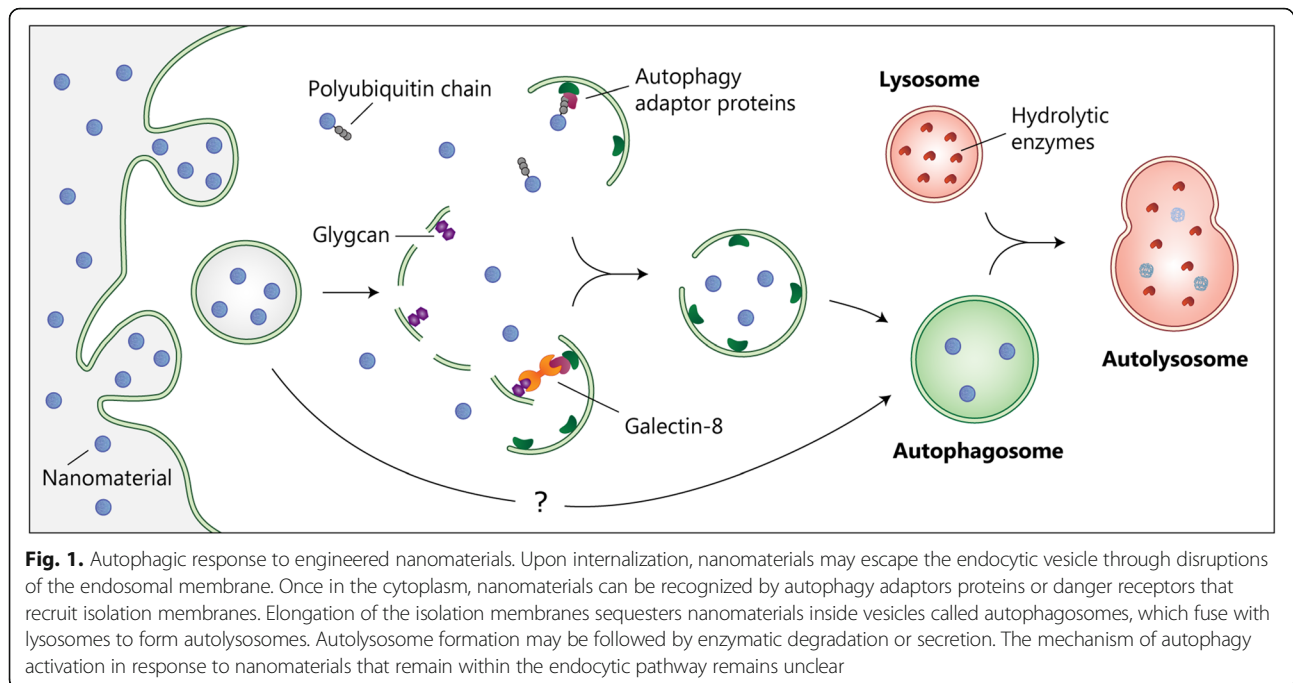 Polyubiquitin chain
Autophagy
adaptor proteins
Lysosome
Hydrolytic
enzymes
Glygcan
Galectin-8
Nanomaterial
Autophagosome
Autolysosome
?
Fig. 1. Autophagic response to engineered nanomaterials. Upon internalization, nanomaterials may escape the endocytic vesicle through disruptions
of the endosomal membrane. Once in the cytoplasm, nanomaterials can be recognized by autophagy adaptors proteins or danger receptors that
recruit isolation membranes. Elongation of the isolation membranes sequesters nanomaterials inside vesicles called autophagosomes, which fuse with
lysosomes to form autolysosomes. Autolysosome formation may be followed by enzymatic degradation or secretion. The mechanism of autophagy
activation in response to nanomaterials that remain within the endocytic pathway remains unclear